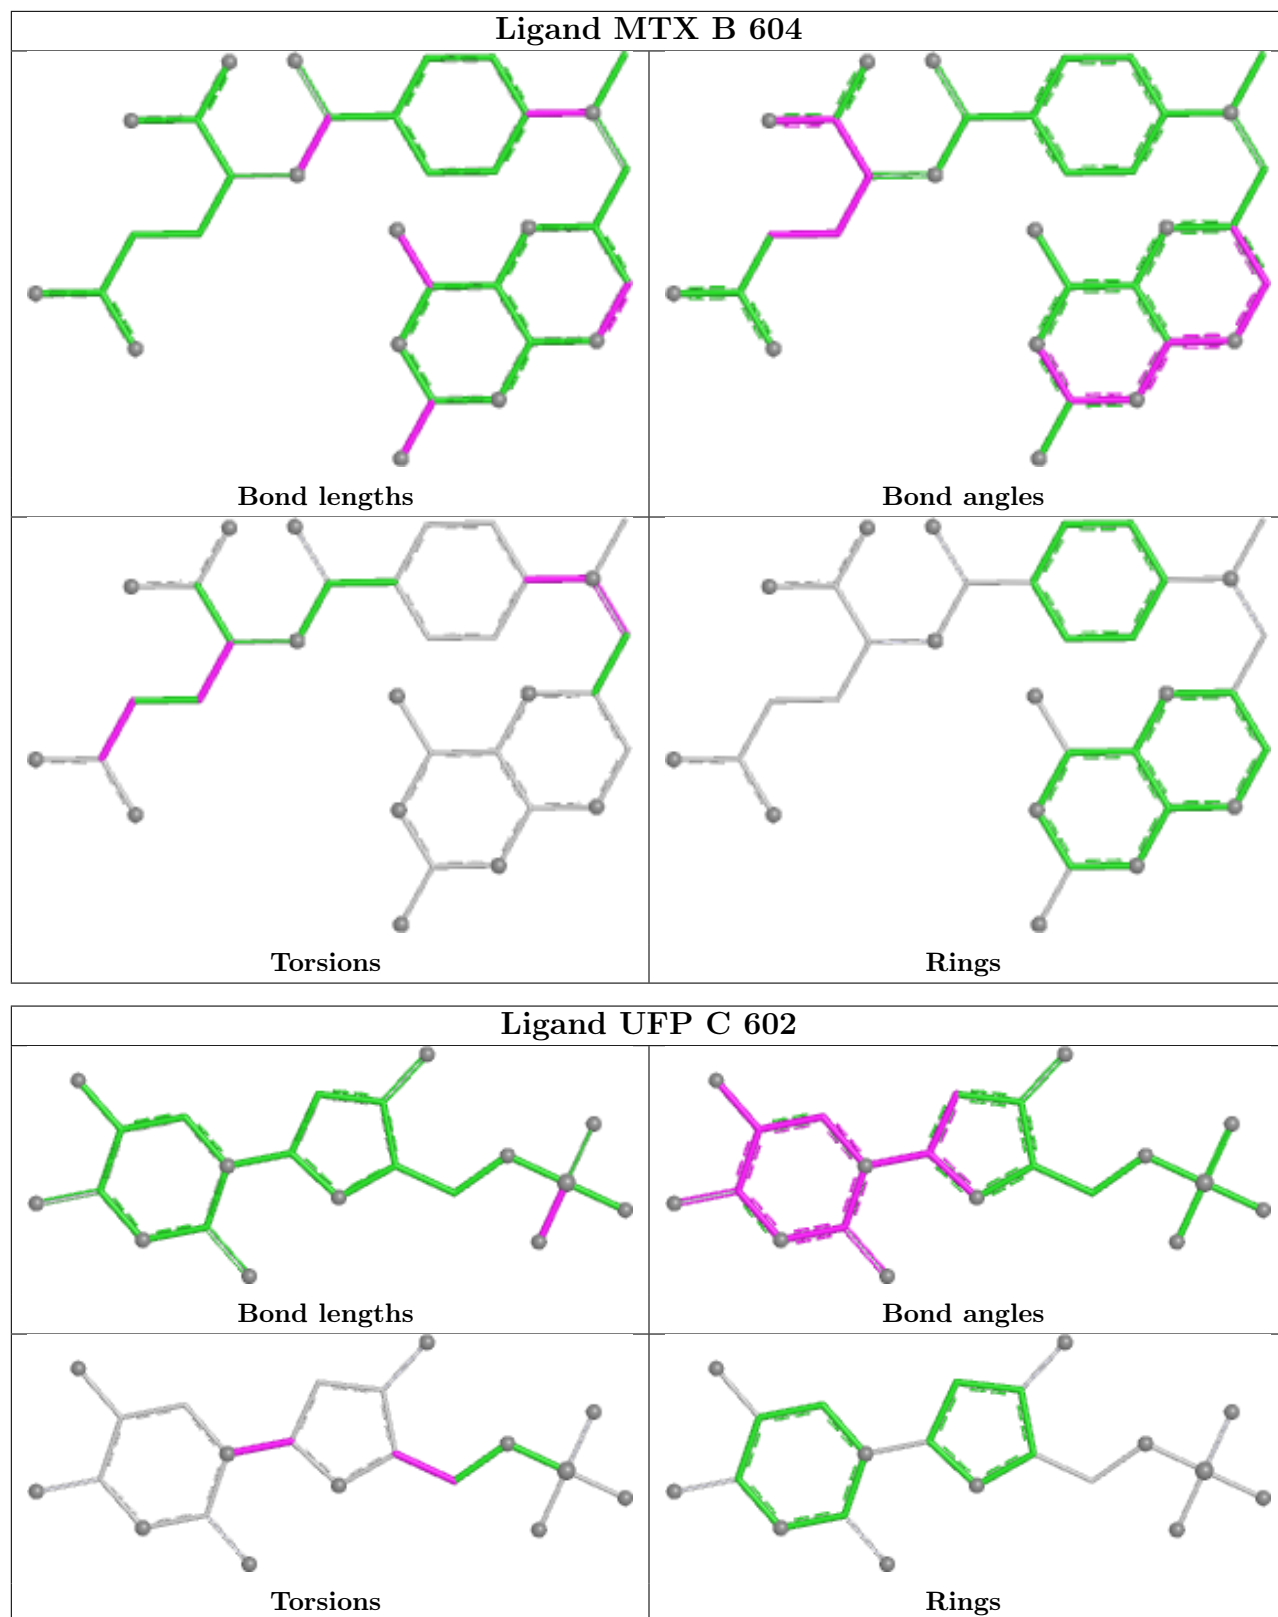 Ligand MTX B 604
Bond lengths
Bond angles
Torsions
Rings
Ligand UFP C 602
Bond lengths
Bond angles
Torsions
Rings